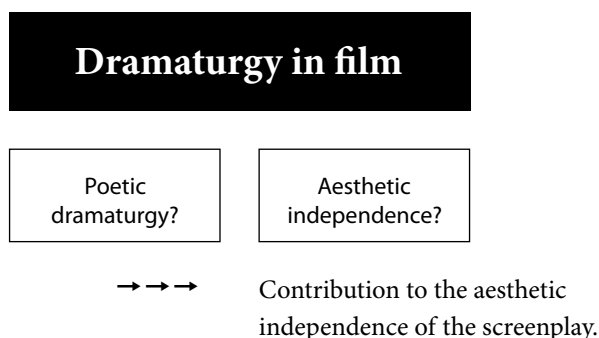 Dramaturgy in film
Poetic
dramaturgy?
Aesthetic
independence?
→→→
Contribution to the aesthetic
independence of the screenplay.